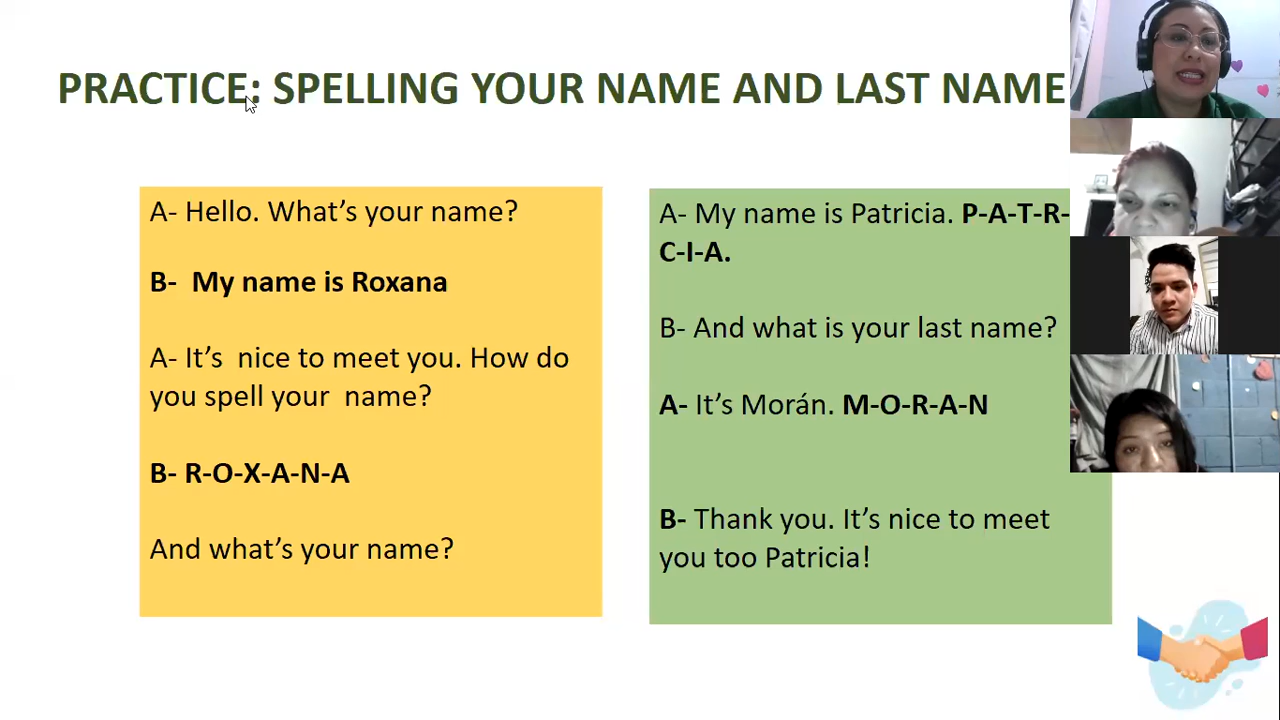 PRACTICE: SPELLING YOUR NAME AND LAST NAME
A- Hello. What's your name?
B- My name is Roxana
A- It's nice to meet you. How do
you spell your name?
B- R-O-X-A-N-A
And what's your name?
A- My name is Patricia. P-A-T-R-
C-I-A.
B- And what is your last name?
A- It's Morán. M-O-R-A-N
B- Thank you. It's nice to meet
you too Patricia!